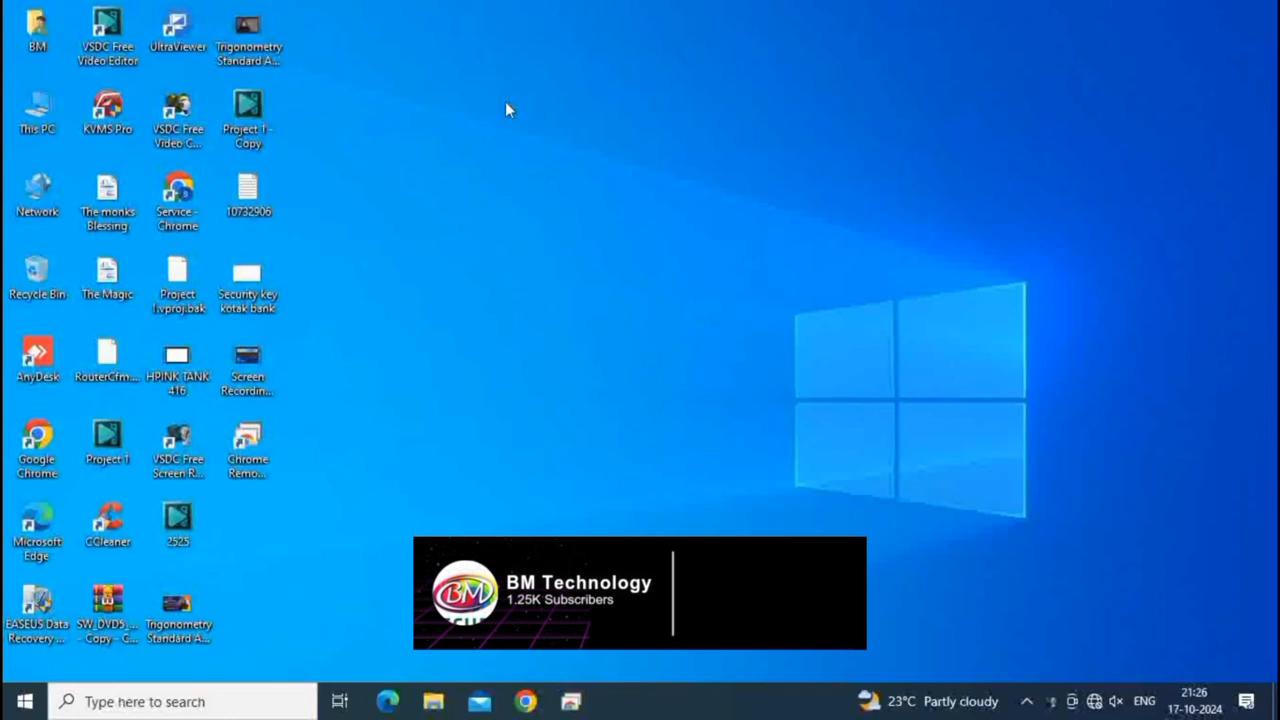 BM
VSDC Free
Video Editor
UltraViewer
Trigonometry
Standard A...
This PC
KVMS Pro
VSDC Free
Video C...
Project 1 -
Copy
Network
The monks
Blessing
Service -
Chrome
10732906
Recycle Bin
The Magic
Project
1.vproj.bak
Security key
kotak bank
AnyDesk
RouterCfm...
HPINK TANK
416
Screen
Recordin...
Google
Chrome
Project 1
VSDC Free
Screen R...
Chrome
Remo...
Microsoft
Edge
CCleaner
2525
EASEUS Data
Recovery ...
SW_DVD5_...
- Copy - C...
Trigonometry
Standard A...
BM
BM Technology
1.25K Subscribers
Type here to search
23°C Partly cloudy
ENG
21:26
17-10-2024